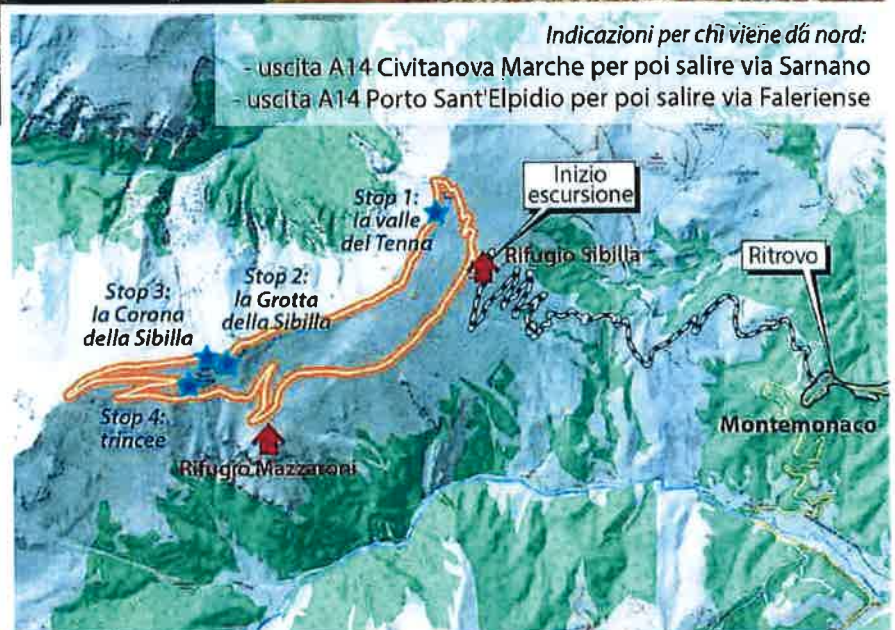 Indicazioni per chi viene da nord:
- uscita A14 Civitanova Marche per poi salire via Sarnano
- uscita A14 Porto Sant'Elpidio per poi salire via Faleriense
Inizio
escursione
Stop 1:
la valle
del Tenna
Rifugio Sibilla
Ritrovo
Stop 2:
la Grotta
della Sibilla
Stop 3:
la Corona
della Sibilla
Stop 4:
trincee
Montemonaco
Rifugio Mazzaroni